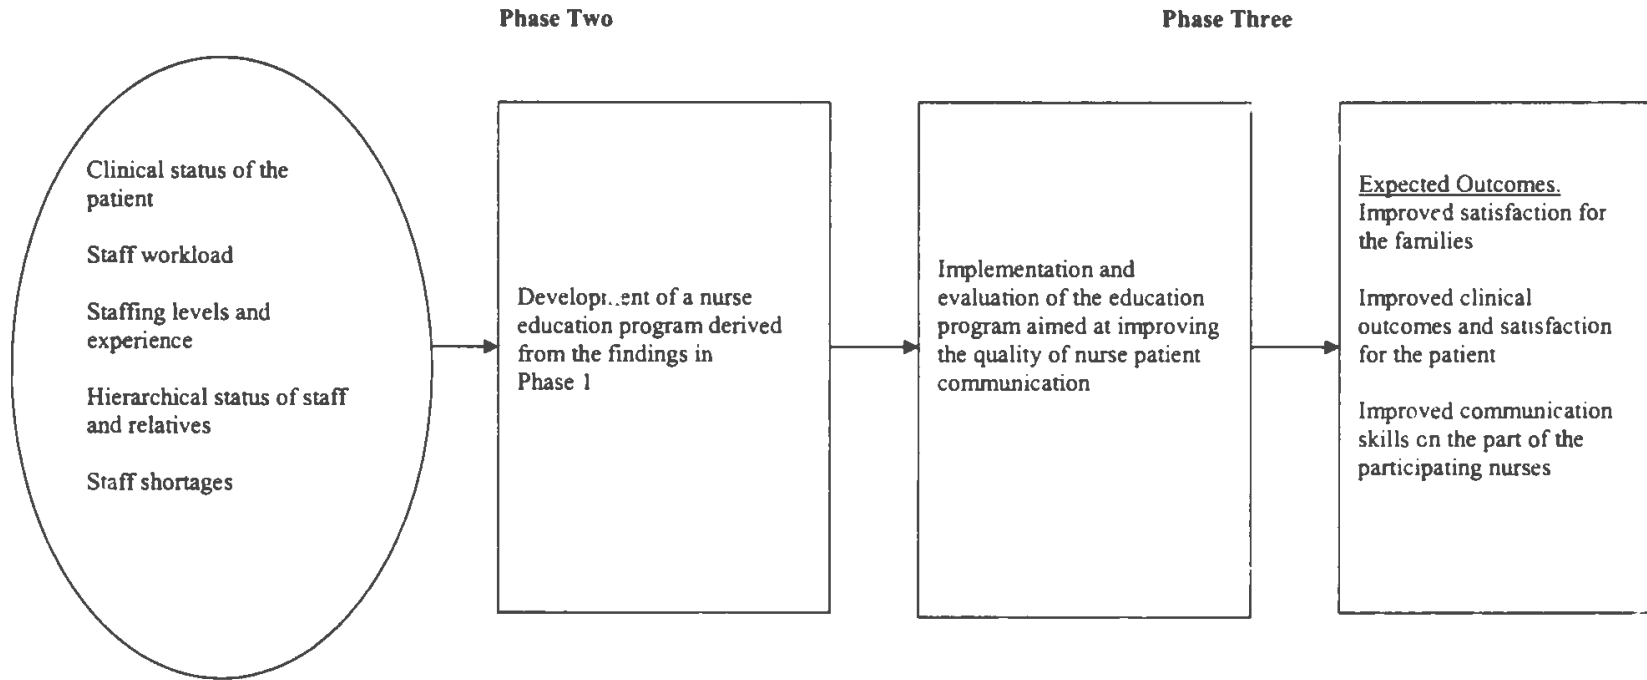 Phase Two
Phase Three
Clinical status of the
patient
Staff workload
Staffing levels and
experience
Hierarchical status of staff
and relatives
Staff shortages
of a nurse
education program derived
from the findings in
Phase 1
Implementation and
evaluation of the education
program aimed at improving
the quality of nurse patient
communication
Expected Outcomes.
Improved satisfaction for
the families
Improved clinical
outcomes and satisfaction
for the patient
Improved communication
skills on the part of the
participating nurses